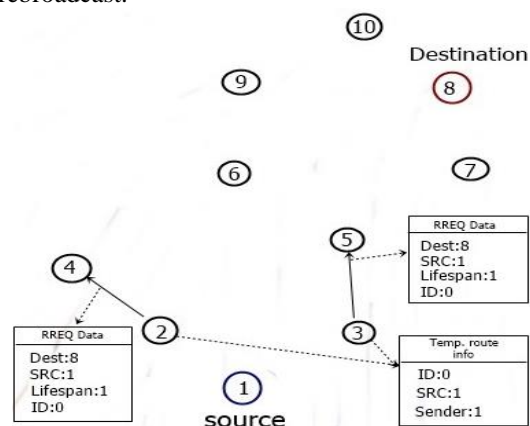 rebroadcast.
10
Destination
9
8
6
7
5
RREQ Data
Dest:8
SRC:1
Lifespan:1
ID:0
4
2
3
RREQ Data
Dest:8
SRC:1
Lifespan:1
ID:0
Temp. route
info
ID:0
SRC:1
Sender:1
1
source